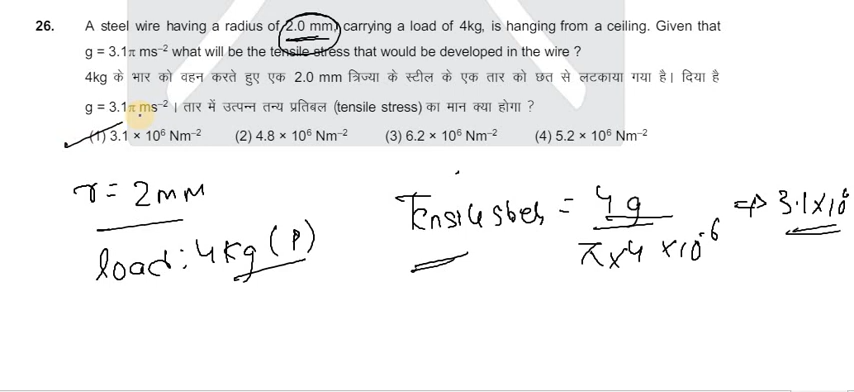 26. A steel wire having a radius of 2.0 mm, carrying a load of 4kg, is hanging from a ceiling. Given that
g = 3.1π ms⁻² what will be the tensile stress that would be developed in the wire ?
4kg के भार को वहन करते हुए एक 2.0 mm त्रिज्या के स्टील के एक तार को छत से लटकाया गया है। दिया है
g = 3.1π ms⁻² । तार में उत्पन्न तन्य प्रतिबल (tensile stress) का मान क्या होगा ?
(1) 3.1 × 10⁶ Nm⁻² (2) 4.8 × 10⁶ Nm⁻² (3) 6.2 × 10⁶ Nm⁻² (4) 5.2 × 10⁶ Nm⁻²
r = 2mm
load : 4kg (P)
Tensile = 4g / π×4 ×10⁻⁶ ⇒ 3.1×10⁶